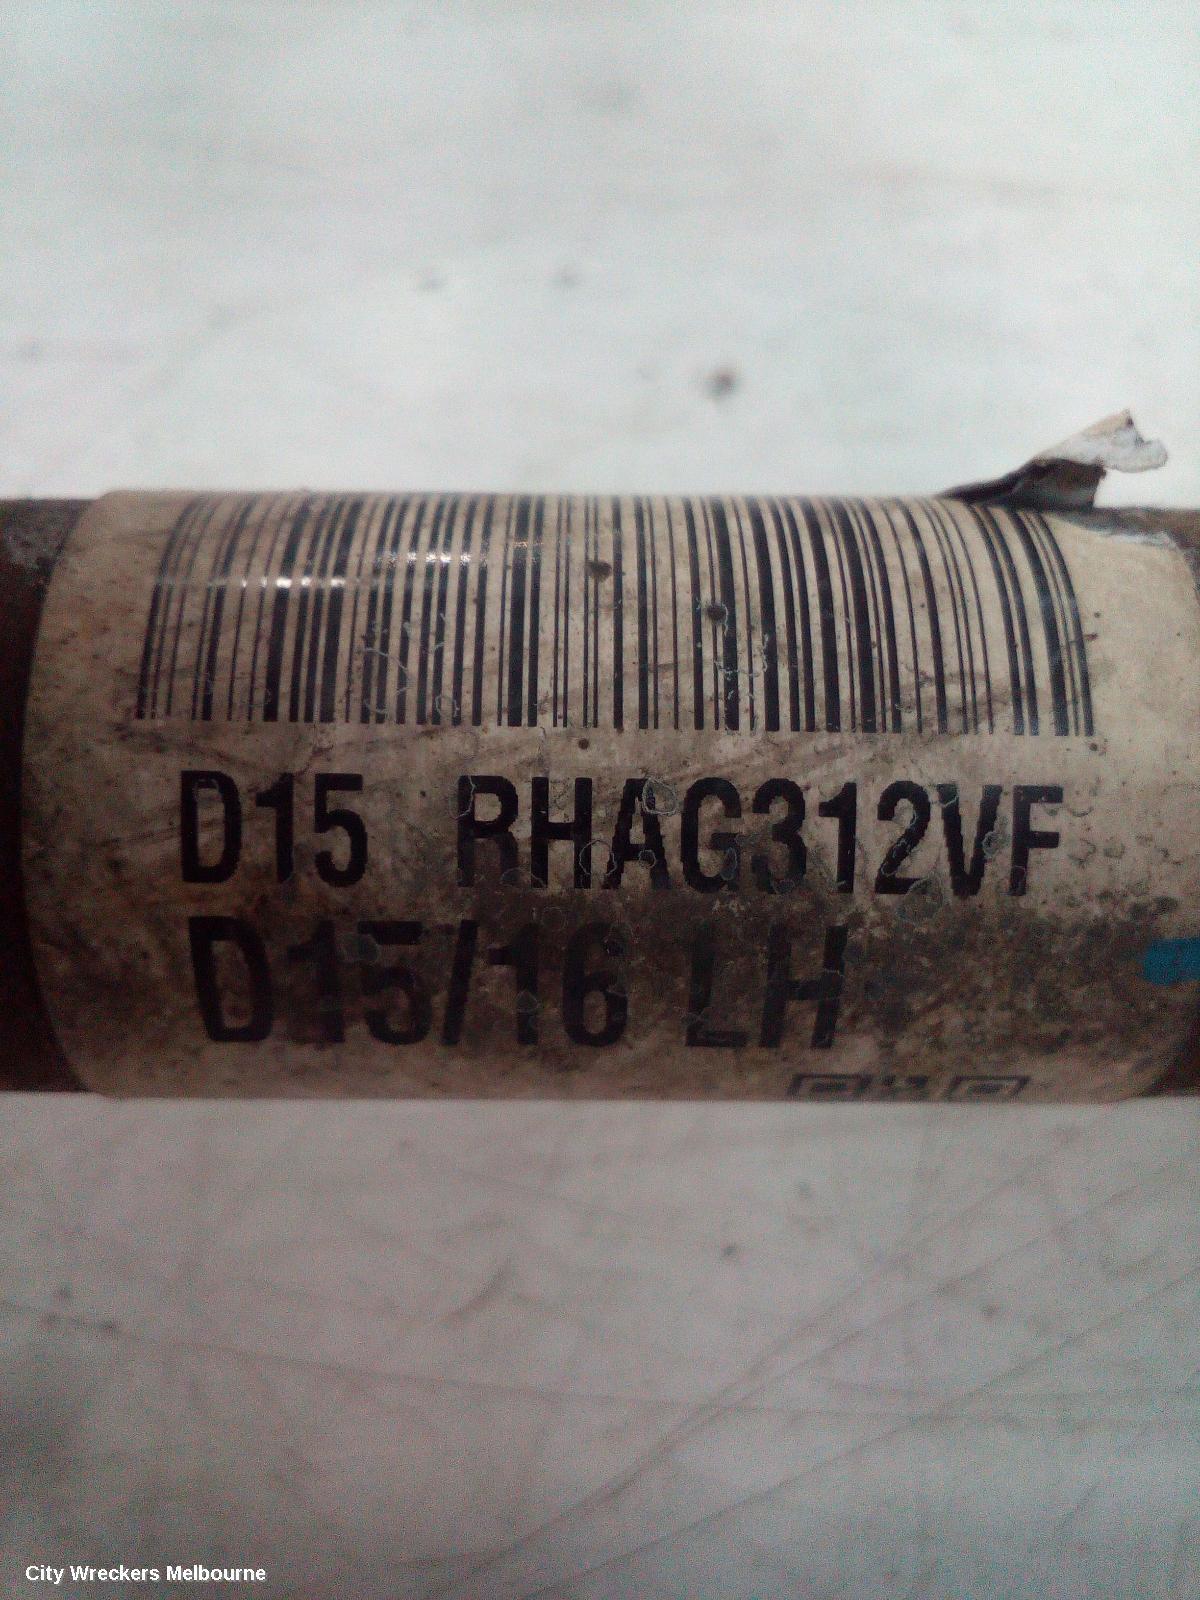 D15 RHAG312VF
D15/16 LH
City Wreckers Melbourne